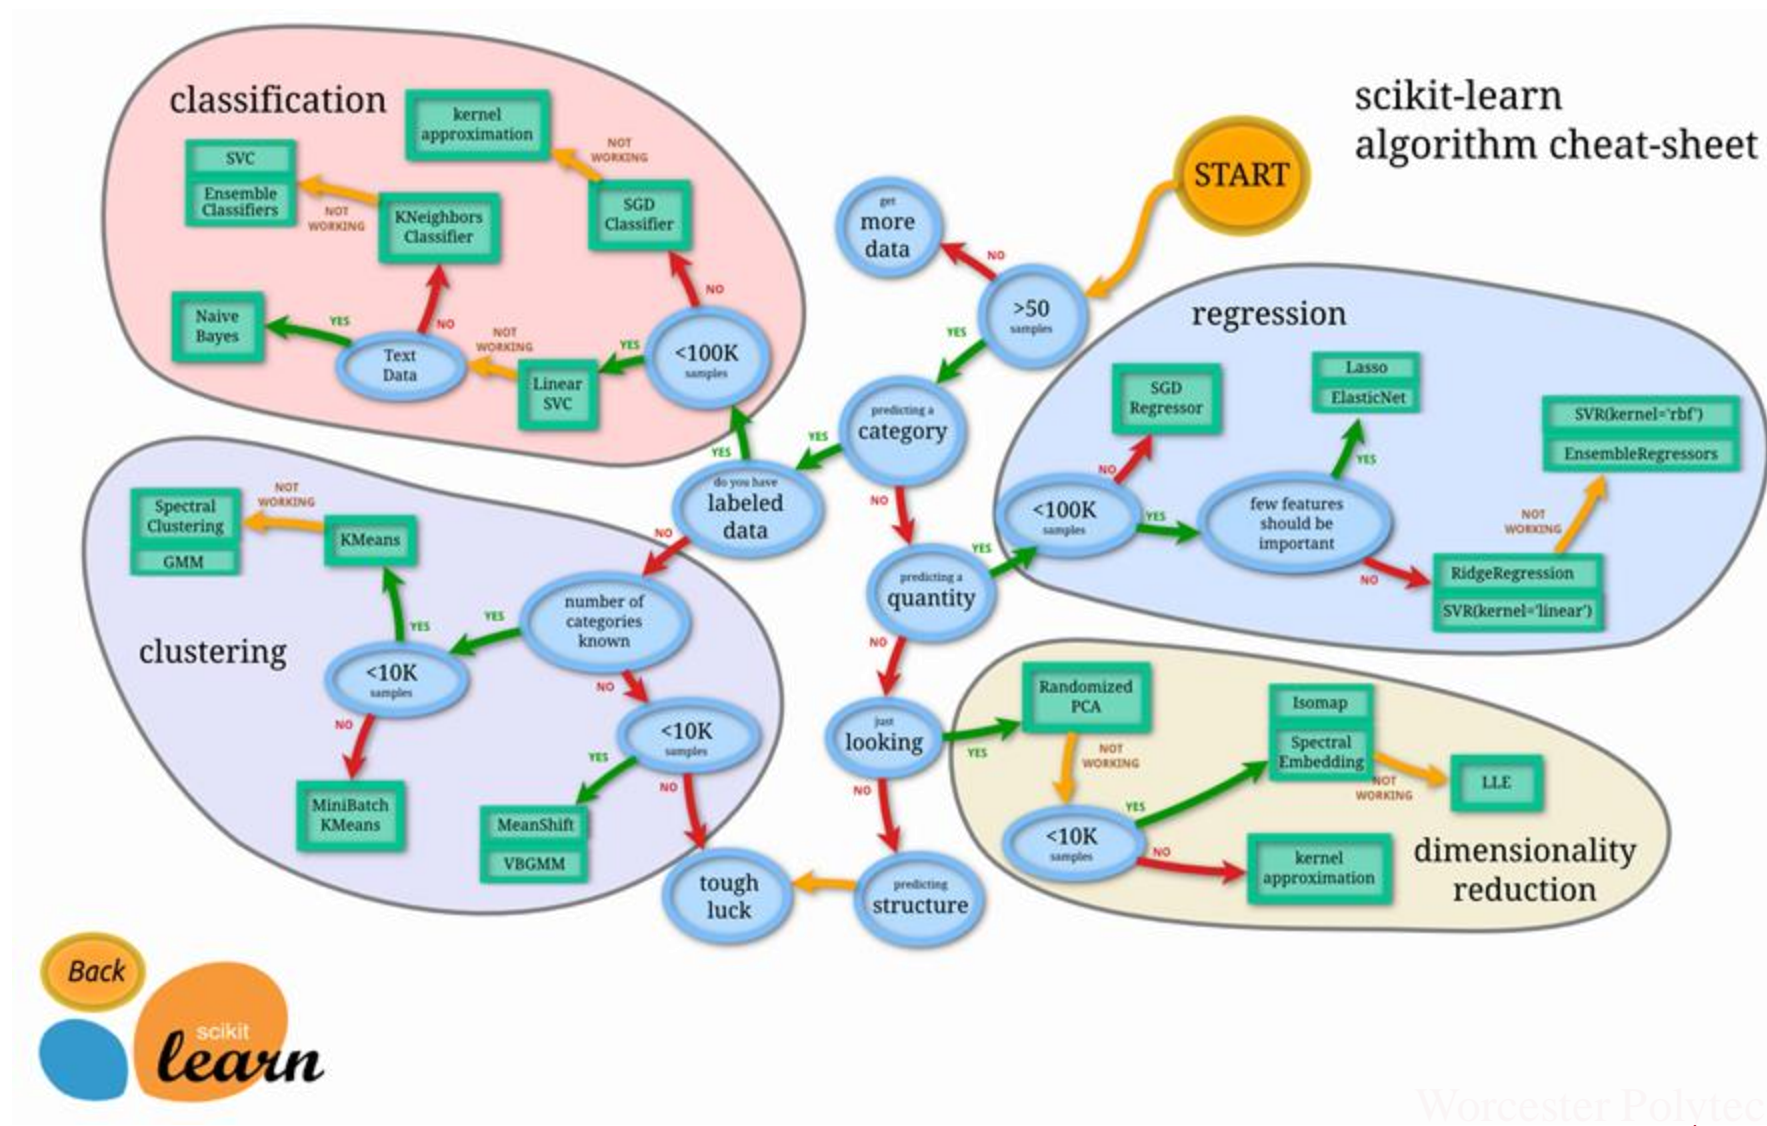 scikit-learn
algorithm cheat-sheet
START
classification
kernel
approximation
NOT
WORKING
SVC
Ensemble
Classifiers
NOT
WORKING
KNeighbors
Classifier
SGD
Classifier
NO
Naive
Bayes
YES
Text
Data
NO
NOT
WORKING
Linear
SVC
YES
<100K
samples
get
more
data
NO
>50
samples
YES
predicting a
category
YES
YES
do you have
labeled
data
NO
NO
predicting a
quantity
YES
NO
just
looking
YES
NO
predicting
structure
tough
luck
regression
SGD
Regressor
NO
<100K
samples
YES
Lasso
ElasticNet
YES
few features
should be
important
NO
SVR(kernel='rbf')
EnsembleRegressors
NOT
WORKING
RidgeRegression
SVR(kernel='linear')
clustering
Spectral
Clustering
GMM
NOT
WORKING
KMeans
YES
number of
categories
known
YES
NO
<10K
samples
NO
MiniBatch
KMeans
<10K
samples
YES
NO
MeanShift
VBGMM
Randomized
PCA
NOT
WORKING
<10K
samples
YES
NO
Isomap
Spectral
Embedding
NOT
WORKING
LLE
kernel
approximation
dimensionality
reduction
Back
scikit
learn
Worcester Polytec